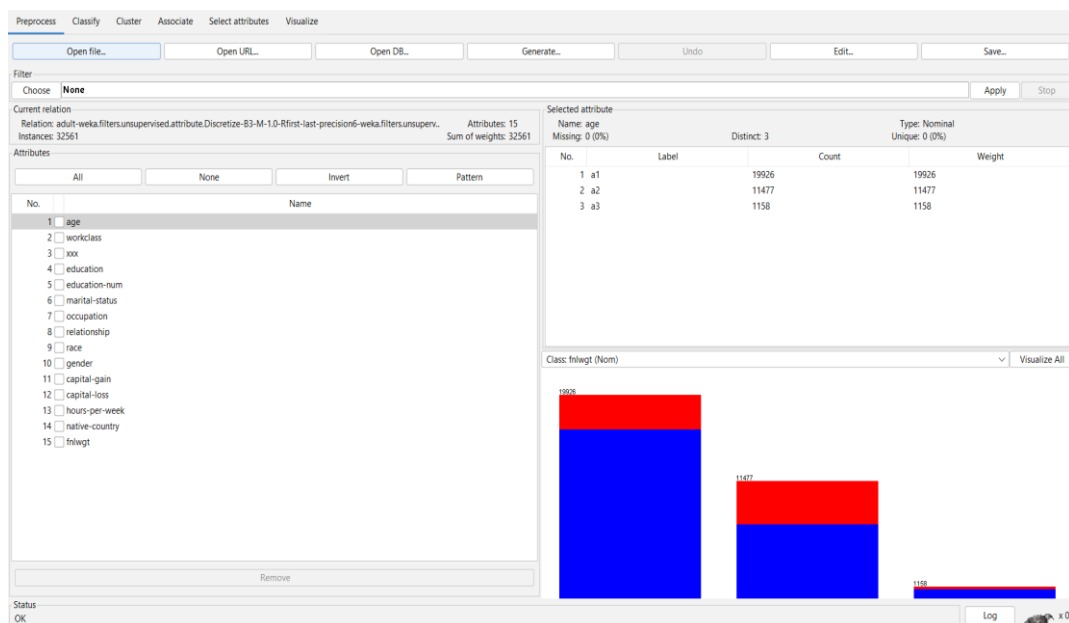 Preprocess Classify Cluster Associate Select attributes Visualize
Open file... Open URL... Open DB... Generate... Undo Edit... Save...
Filter
Choose None Apply Stop
Current relation
Relation: adult-weka.filters.unsupervised.attribute.Discretize-B3-M-1.0-Rfirst-last-precision6-weka.filters.unsuperv... Attributes: 15
Instances: 32561 Sum of weights: 32561
Attributes
All None Invert Pattern
No. Name
1 age
2 workclass
3 xxx
4 education
5 education-num
6 marital-status
7 occupation
8 relationship
9 race
10 gender
11 capital-gain
12 capital-loss
13 hours-per-week
14 native-country
15 fnlwgt
Remove
Selected attribute
Name: age Type: Nominal
Missing: 0 (0%) Distinct: 3 Unique: 0 (0%)
No. Label Count Weight
1 a1 19926 19926
2 a2 11477 11477
3 a3 1158 1158
Class: fnlwgt (Nom) Visualize All
19926
11477
1158
Status
OK
Log x 0